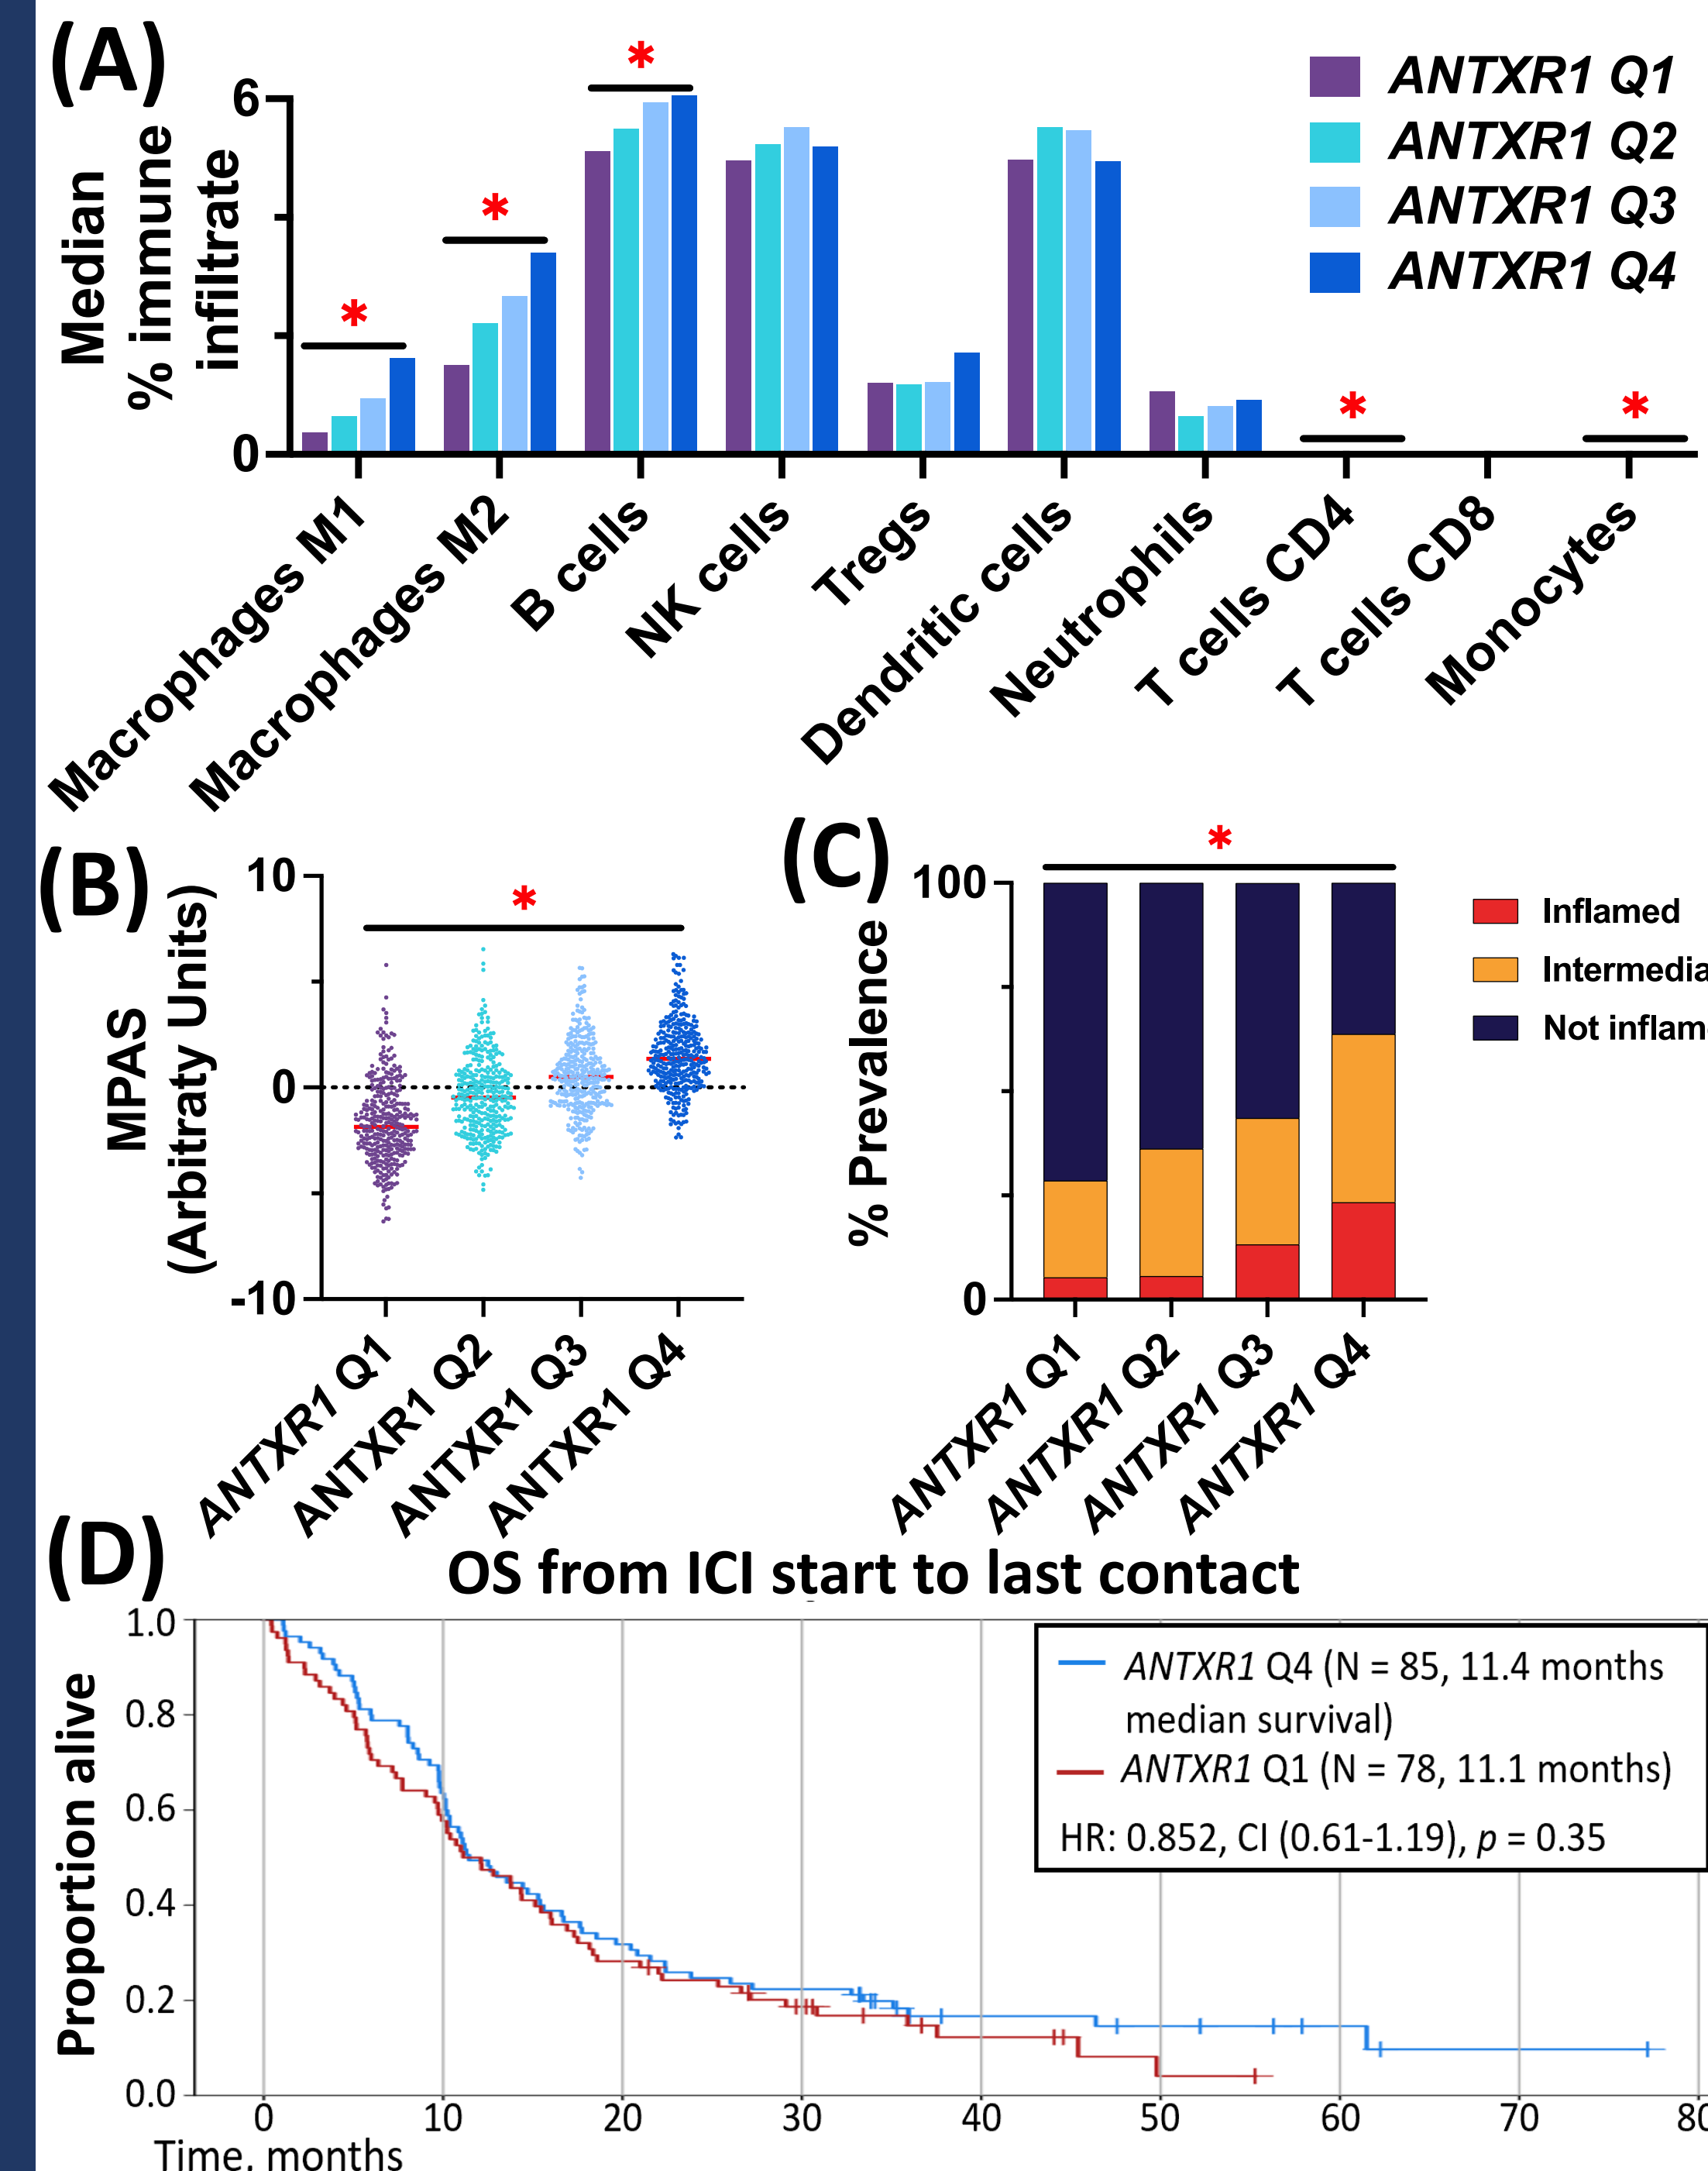 (A)
Median
% immune
infiltrate
6
0
*
*
*
*
*
ANTXR1 Q1
ANTXR1 Q2
ANTXR1 Q3
ANTXR1 Q4
Macrophages M1
Macrophages M2
B cells
NK cells
Tregs
Dendritic cells
Neutrophils
T cells CD4
T cells CD8
Monocytes
(B)
MPAS
(Arbitraty Units)
10
0
-10
*
ANTXR1 Q1
ANTXR1 Q2
ANTXR1 Q3
ANTXR1 Q4
(C)
% Prevalence
100
0
*
Inflamed
Intermedia
Not inflam
ANTXR1 Q1
ANTXR1 Q2
ANTXR1 Q3
ANTXR1 Q4
(D)
OS from ICI start to last contact
Proportion alive
1.0
0.8
0.6
0.4
0.2
0.0
ANTXR1 Q4 (N = 85, 11.4 months
median survival)
ANTXR1 Q1 (N = 78, 11.1 months)
HR: 0.852, CI (0.61-1.19), p = 0.35
0 10 20 30 40 50 60 70 80
Time, months